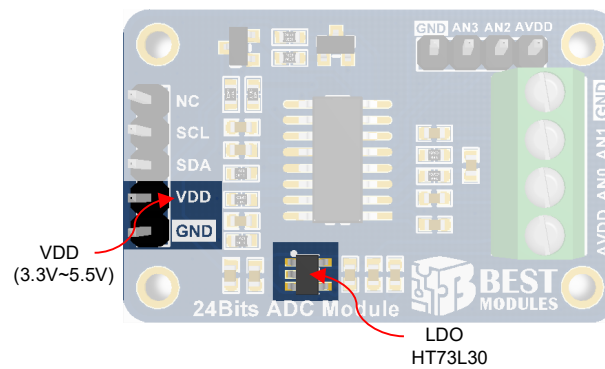 GND AN3 AN2 AVDD
NC
SCL
SDA
VDD
GND
AVDD AN0 AN1 GND
VDD
(3.3V~5.5V)
24Bits ADC Module
BEST
MODULES
LDO
HT73L30